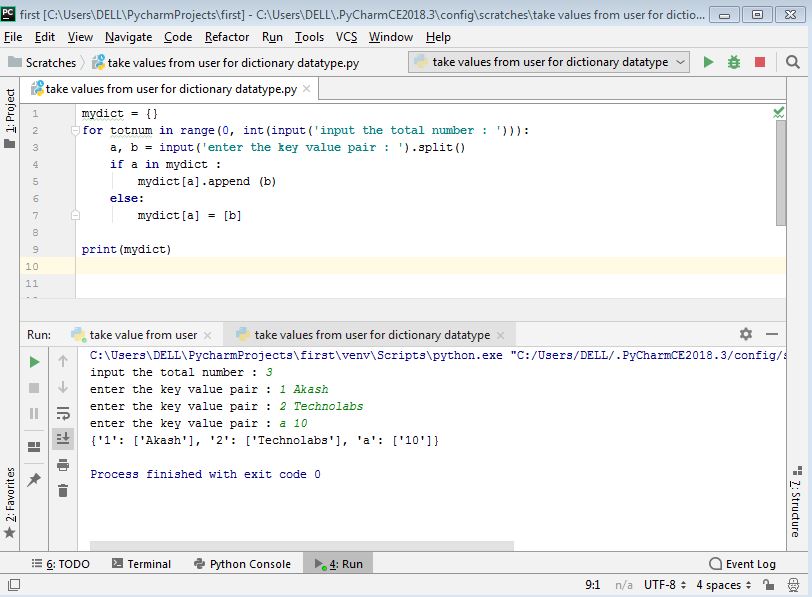 PC first [C:\Users\DELL\PycharmProjects\first] - C:\Users\DELL\.PyCharmCE2018.3\config\scratches\take values from user for dictio...
File Edit View Navigate Code Refactor Run Tools VCS Window Help
Scratches take values from user for dictionary datatype.py take values from user for dictionary datatype
take values from user for dictionary datatype.py
1: Project
1 mydict = {}
2 for totnum in range(0, int(input('input the total number : '))):
3 a, b = input('enter the key value pair : ').split()
4 if a in mydict :
5 mydict[a].append (b)
6 else:
7 mydict[a] = [b]
8
9 print(mydict)
10
11
Run: take value from user take values from user for dictionary datatype
C:\Users\DELL\PycharmProjects\first\venv\Scripts\python.exe "C:/Users/DELL/.PyCharmCE2018.3/config/s
input the total number : 3
enter the key value pair : 1 Akash
enter the key value pair : 2 Technolabs
enter the key value pair : a 10
{'1': ['Akash'], '2': ['Technolabs'], 'a': ['10']}
Process finished with exit code 0
2: Favorites
7: Structure
6: TODO Terminal Python Console 4: Run Event Log
9:1 n/a UTF-8 4 spaces